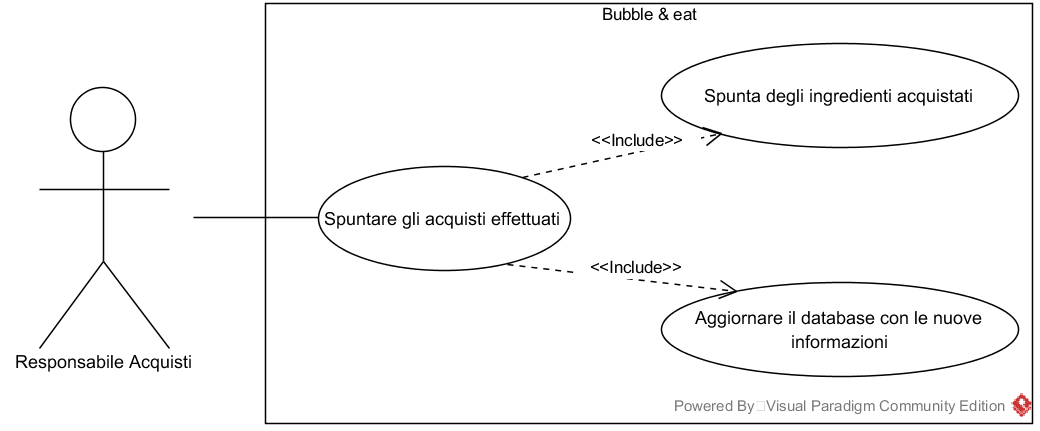 Bubble & eat
Spunta degli ingredienti acquistati
<<Include>>
Spuntare gli acquisti effettuati
<<Include>>
Aggiornare il database con le nuove
informazioni
Responsabile Acquisti
Powered By Visual Paradigm Community Edition